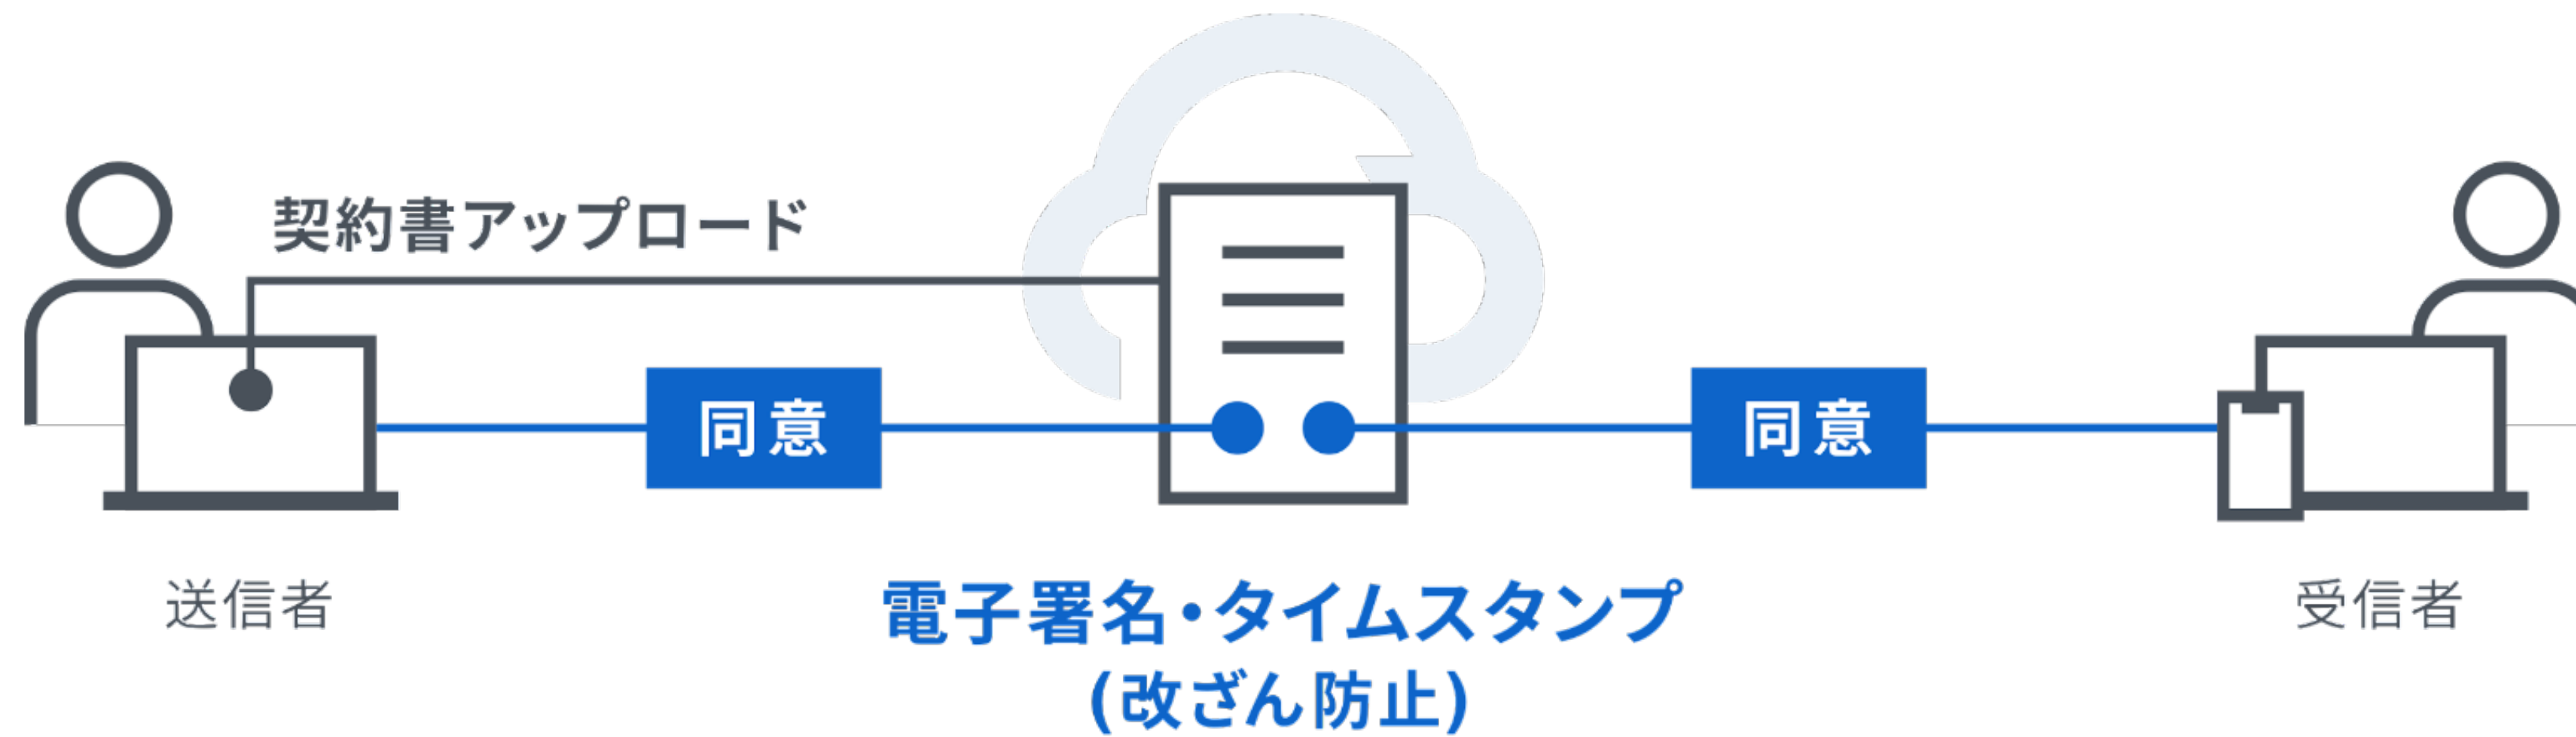 契約書アップロード
同意
同意
送信者
電子署名・タイムスタンプ
(改ざん防止)
受信者